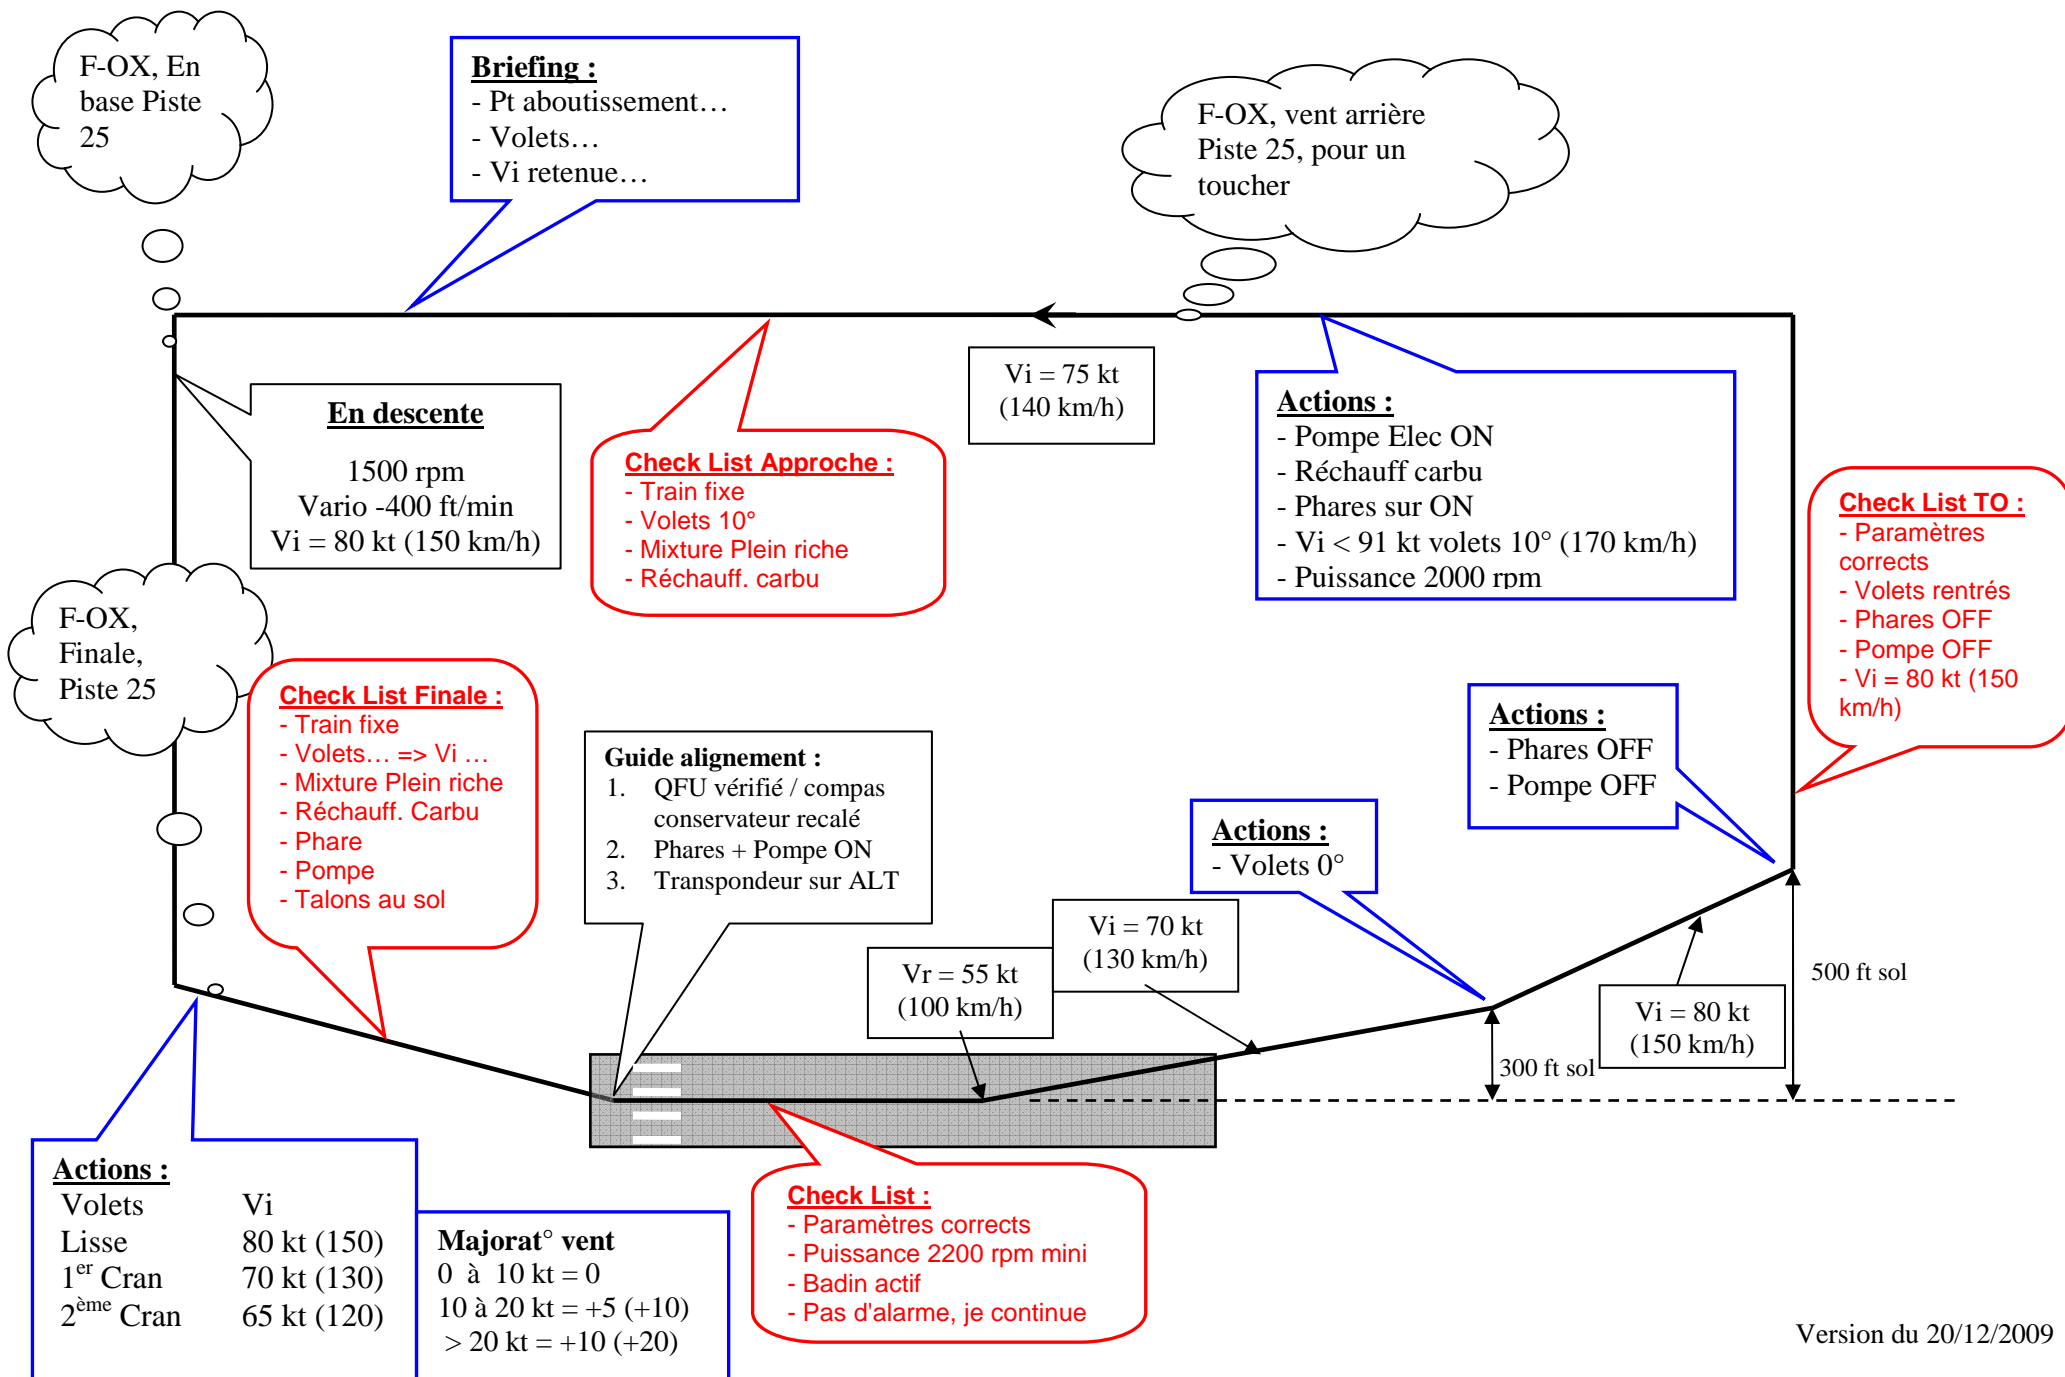 F-OX, En
base Piste
25
Briefing :
- Pt aboutissement…
- Volets…
- Vi retenue…
F-OX, vent arrière
Piste 25, pour un
toucher
En descente
1500 rpm
Vario -400 ft/min
Vi = 80 kt (150 km/h)
Check List Approche :
- Train fixe
- Volets 10°
- Mixture Plein riche
- Réchauff. carbu
Vi = 75 kt
(140 km/h)
Actions :
- Pompe Elec ON
- Réchauff carbu
- Phares sur ON
- Vi < 91 kt volets 10° (170 km/h)
- Puissance 2000 rpm
Check List TO :
- Paramètres
corrects
- Volets rentrés
- Phares OFF
- Pompe OFF
- Vi = 80 kt (150
km/h)
F-OX,
Finale,
Piste 25
Check List Finale :
- Train fixe
- Volets… => Vi …
- Mixture Plein riche
- Réchauff. Carbu
- Phare
- Pompe
- Talons au sol
Guide alignement :
1. QFU vérifié / compas
conservateur recalé
2. Phares + Pompe ON
3. Transpondeur sur ALT
Actions :
- Phares OFF
- Pompe OFF
Actions :
- Volets 0°
Vi = 70 kt
(130 km/h)
Vr = 55 kt
(100 km/h)
500 ft sol
Vi = 80 kt
(150 km/h)
300 ft sol
Actions :
Volets Vi
Lisse 80 kt (150)
1er Cran 70 kt (130)
2ème Cran 65 kt (120)
Majorat° vent
0 à 10 kt = 0
10 à 20 kt = +5 (+10)
> 20 kt = +10 (+20)
Check List :
- Paramètres corrects
- Puissance 2200 rpm mini
- Badin actif
- Pas d'alarme, je continue
Version du 20/12/2009